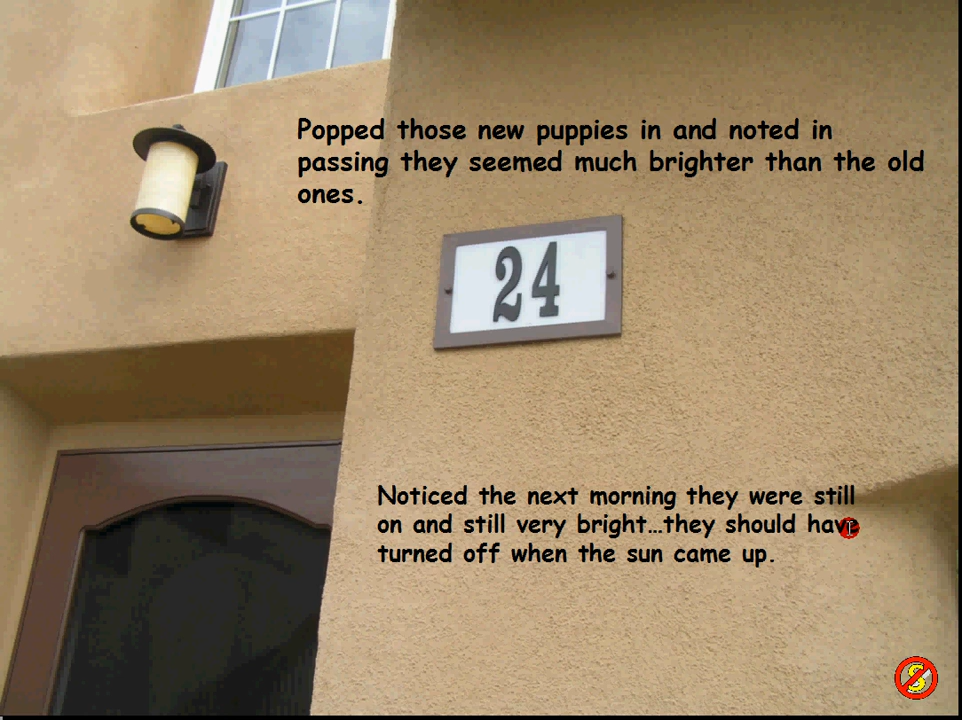 Popped those new puppies in and noted in
passing they seemed much brighter than the old
ones.
24
Noticed the next morning they were still
on and still very bright...they should have
turned off when the sun came up.
S